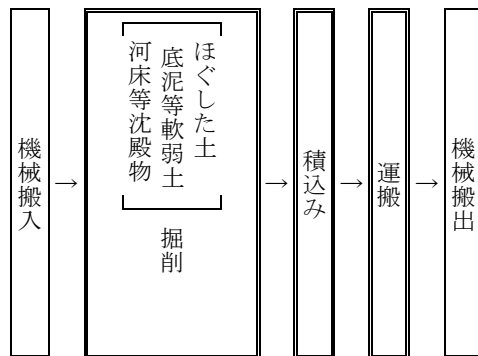 機械搬入
→
ほぐした土
底泥等軟弱土
河床等沈殿物
掘削
→
積込み
→
運搬
→
機械搬出